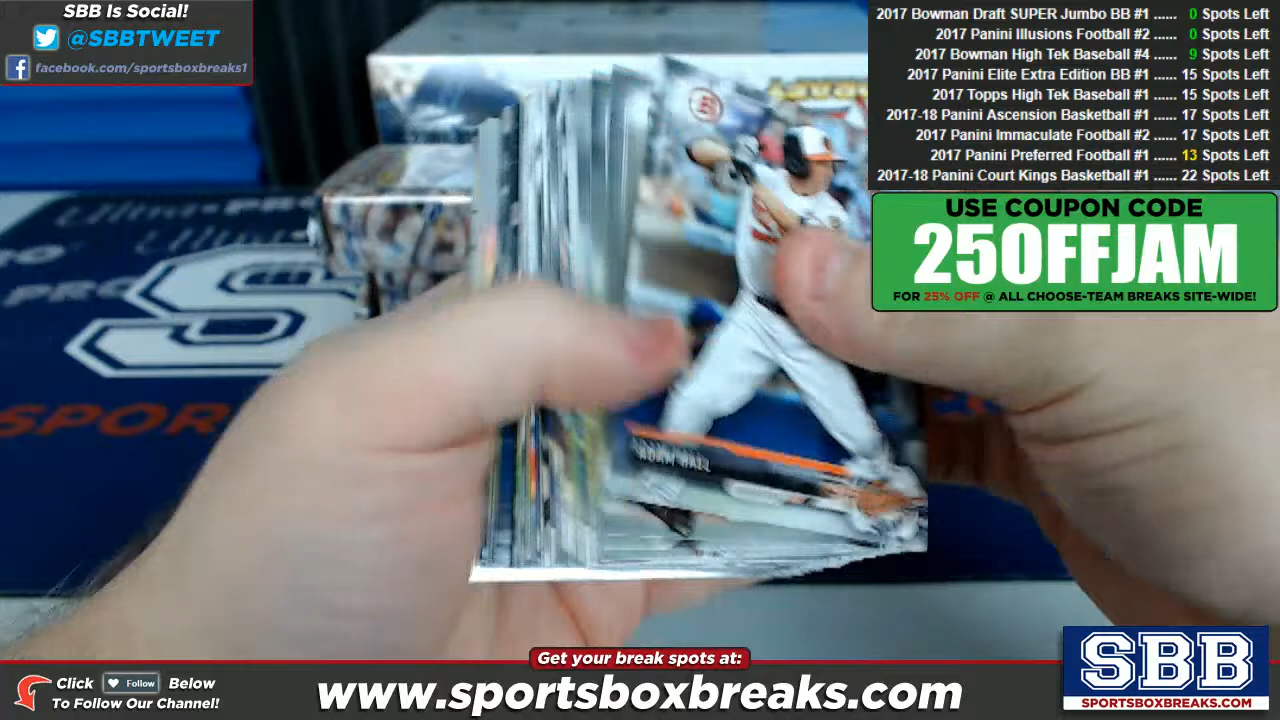 SBB Is Social!
@SBBTWEET
facebook.com/sportsboxbreaks1
2017 Bowman Draft SUPER Jumbo BB #1 ...... 0 Spots Left
2017 Panini Illusions Football #2 ...... 0 Spots Left
2017 Bowman High Tek Baseball #4 ...... 9 Spots Left
2017 Panini Elite Extra Edition BB #1 ...... 15 Spots Left
2017 Topps High Tek Baseball #1 ...... 15 Spots Left
2017-18 Panini Ascension Basketball #1 ...... 17 Spots Left
2017 Panini Immaculate Football #2 ...... 17 Spots Left
2017 Panini Preferred Football #1 ...... 13 Spots Left
2017-18 Panini Court Kings Basketball #1 ...... 22 Spots Left
USE COUPON CODE
25OFFJAM
FOR 25% OFF @ ALL CHOOSE-TEAM BREAKS SITE-WIDE!
PRO
S
SPOR
ADAM HALL
Get your break spots at:
www.sportsboxbreaks.com
Click Follow Below
To Follow Our Channel!
SBB
SPORTSBOXBREAKS.COM